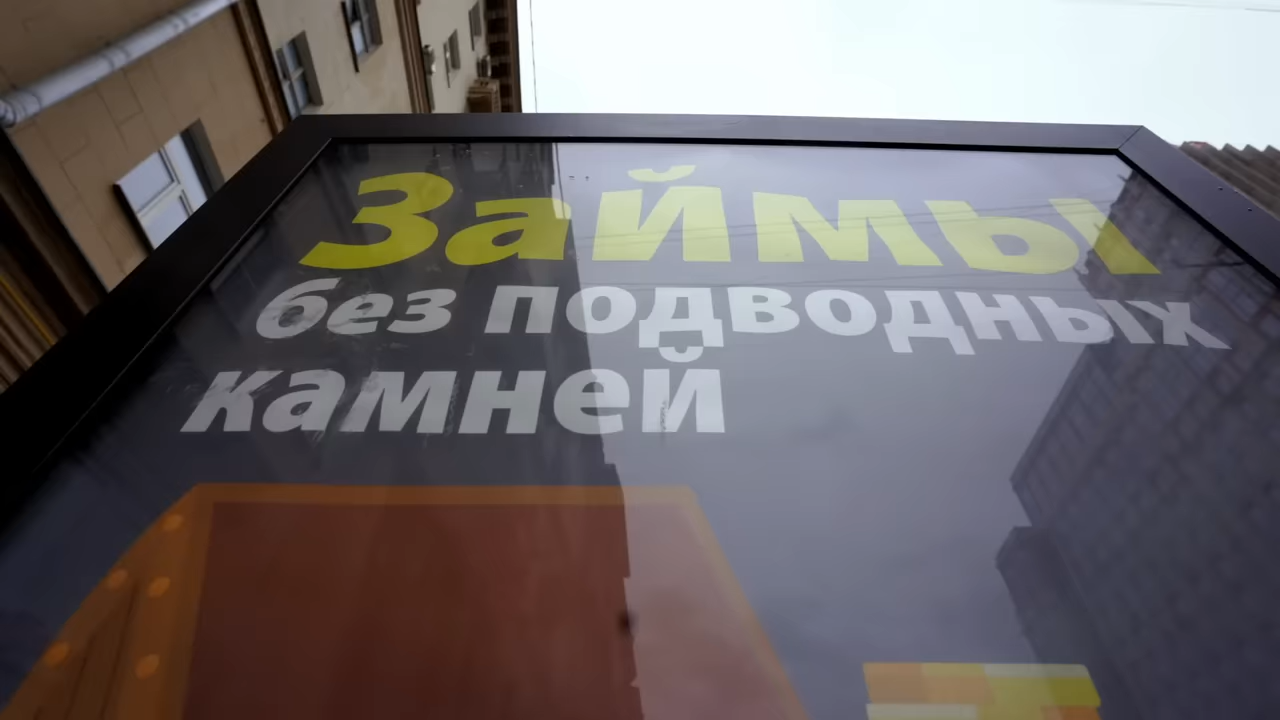 Займы
без подводных
камней